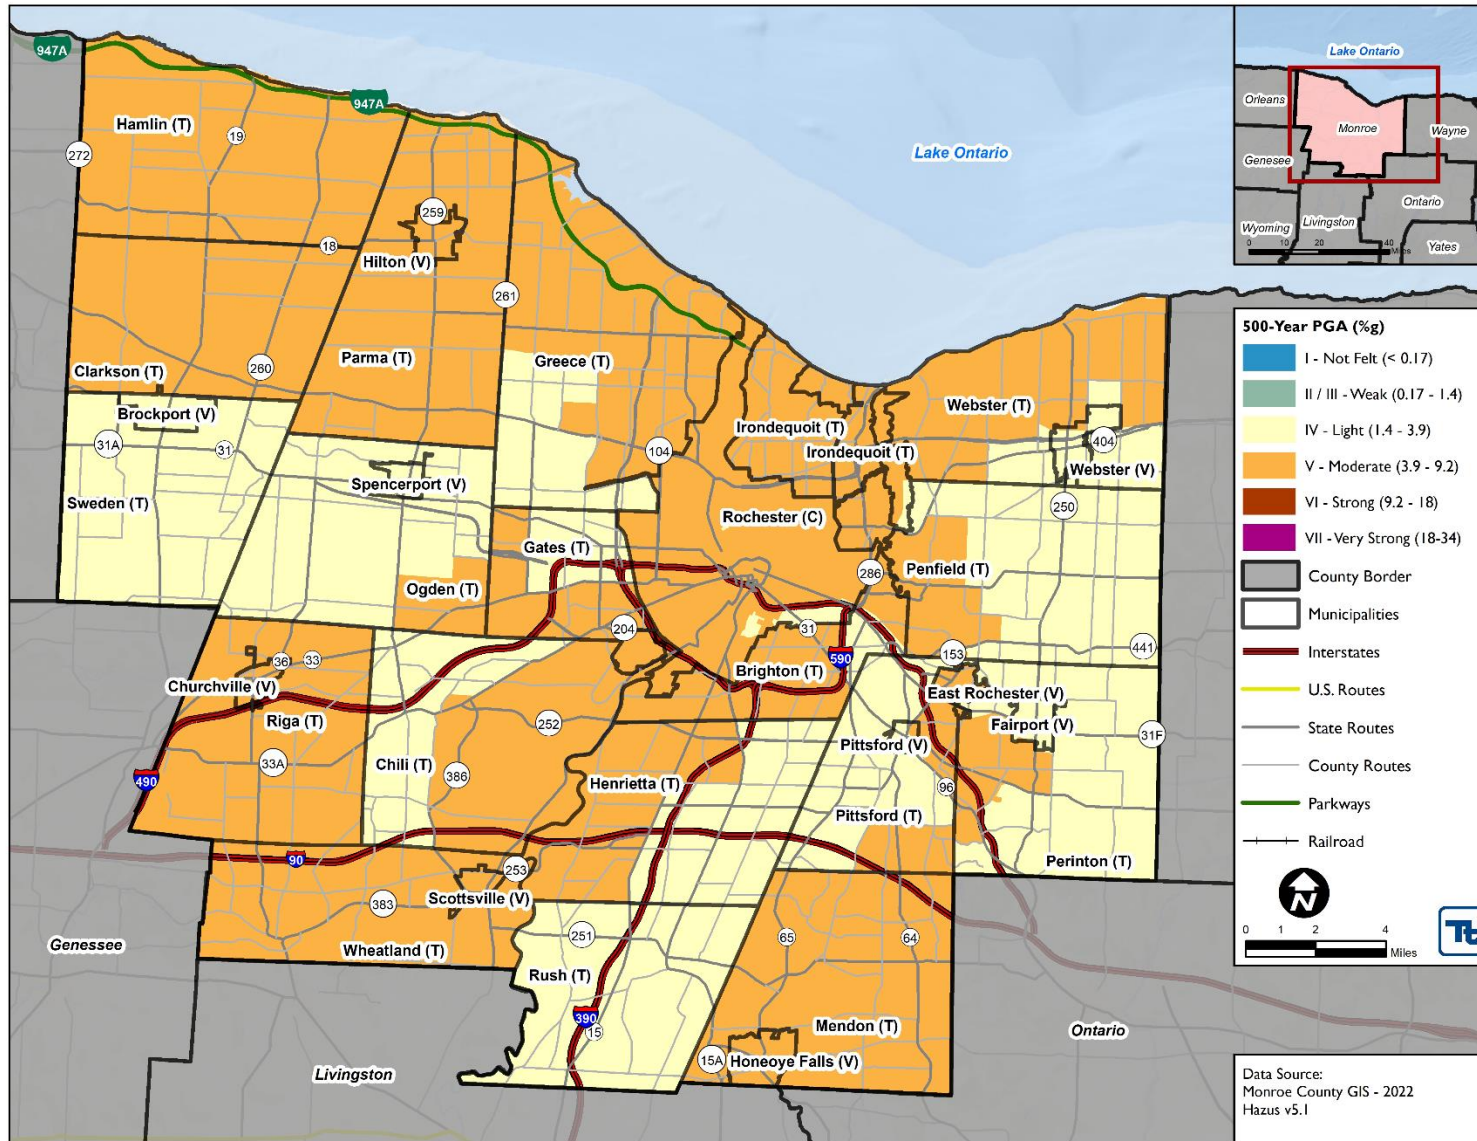 947A
947A
Hamlin (T)
19
272
259
18
Hilton (V)
261
Lake Ontario
Parma (T)
Greece (T)
260
Clarkson (T)
Brockport (V)
31A
31
104
Irondequoit (T)
Irondequoit (T)
Webster (T)
404
Webster (V)
Spencerport (V)
Sweden (T)
250
Rochester (C)
Gates (T)
286
Penfield (T)
Ogden (T)
204
31
590
153
441
36
33
Churchville (V)
Riga (T)
Brighton (T)
East Rochester (V)
Fairport (V)
31F
252
Pittsford (V)
33A
Chili (T)
386
490
Henrietta (T)
96
Pittsford (T)
90
253
Perinton (T)
383
Scottsville (V)
Genessee
Wheatland (T)
251
65
64
Rush (T)
390
15
Mendon (T)
Ontario
15A
Honeoye Falls (V)
Livingston
Lake Ontario
Orleans
Monroe
Wayne
Genesee
Ontario
Wyoming
Livingston
Yates
0 10 20 40
Miles
500-Year PGA (%g)
I - Not Felt (< 0.17)
II / III - Weak (0.17 - 1.4)
IV - Light (1.4 - 3.9)
V - Moderate (3.9 - 9.2)
VI - Strong (9.2 - 18)
VII - Very Strong (18-34)
County Border
Municipalities
Interstates
U.S. Routes
State Routes
County Routes
Parkways
Railroad
N
0 1 2 4
Miles
Tt
Data Source:
Monroe County GIS - 2022
Hazus v5.1